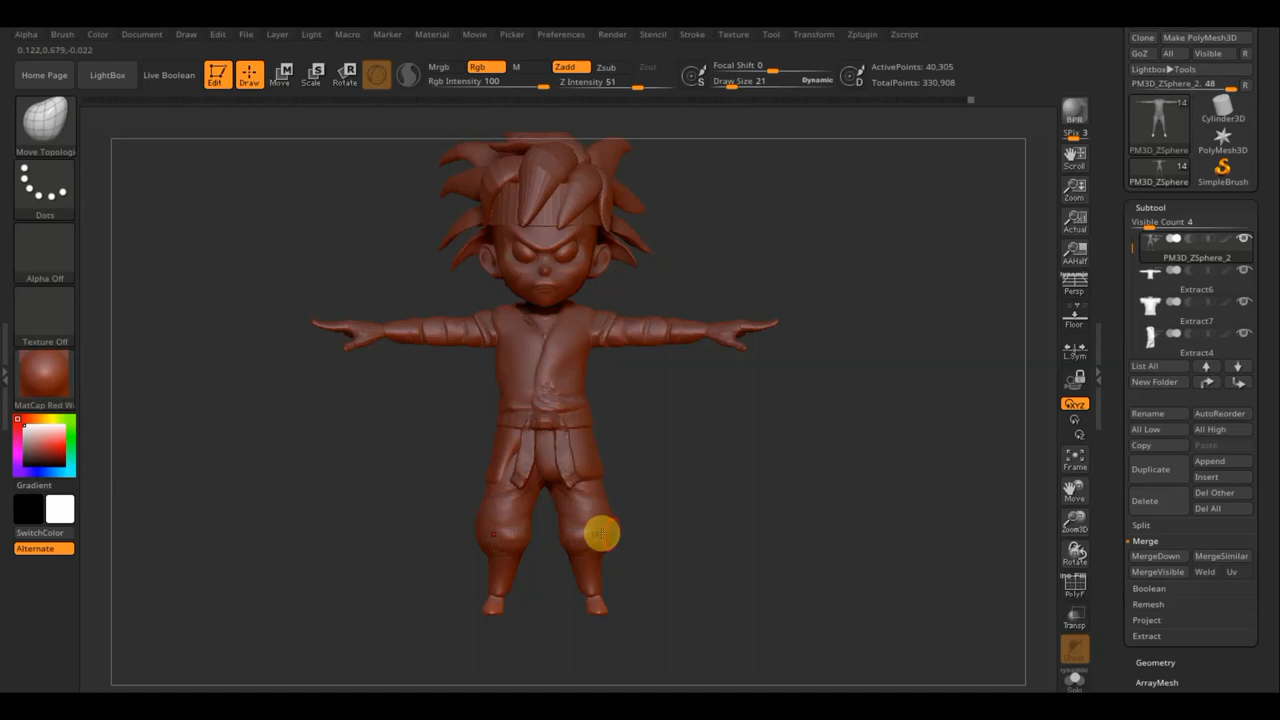 Alpha Brush Color Document Draw Edit File Layer Light Macro Marker Material Movie Picker Preferences Render Stencil Stroke Texture Tool Transform Zplugin Zscript
0.122,0.679,-0.022
Home Page
LightBox
Live Boolean
Edit
Draw
Move
Scale
Rotate
Mrgb Rgb M
Rgb Intensity 100
Zadd Zsub Zcut
Z Intensity 51
Focal Shift 0
Draw Size 21 Dynamic
ActivePoints: 40,305
TotalPoints: 330,908
Move Topologi
Dots
Alpha Off
Texture Off
MatCap Red W
Gradient
SwitchColor
Alternate
BPR
SPix 3
Scroll
Zoom
Actual
AAHalf
Dynamic
Persp
Floor
L.Sym
XYZ
Frame
Move
Zoom3D
Rotate
PolyF
Transp
Ghost
Dynamic
Solo
Clone Make PolyMesh3D
GoZ All Visible R
Lightbox▶Tools
PM3D_ZSphere_2. 48 R
14
Cylinder3D
PM3D_ZSphere
PolyMesh3D
14
PM3D_ZSphere
SimpleBrush
Subtool
Visible Count 4
PM3D_ZSphere_2
Extract6
Extract7
Extract4
List All
New Folder
Rename AutoReorder
All Low All High
Copy Paste
Duplicate Append
Insert
Delete Del Other
Del All
Split
Merge
MergeDown MergeSimilar
MergeVisible Weld Uv
Boolean
Remesh
Project
Extract
Geometry
ArrayMesh